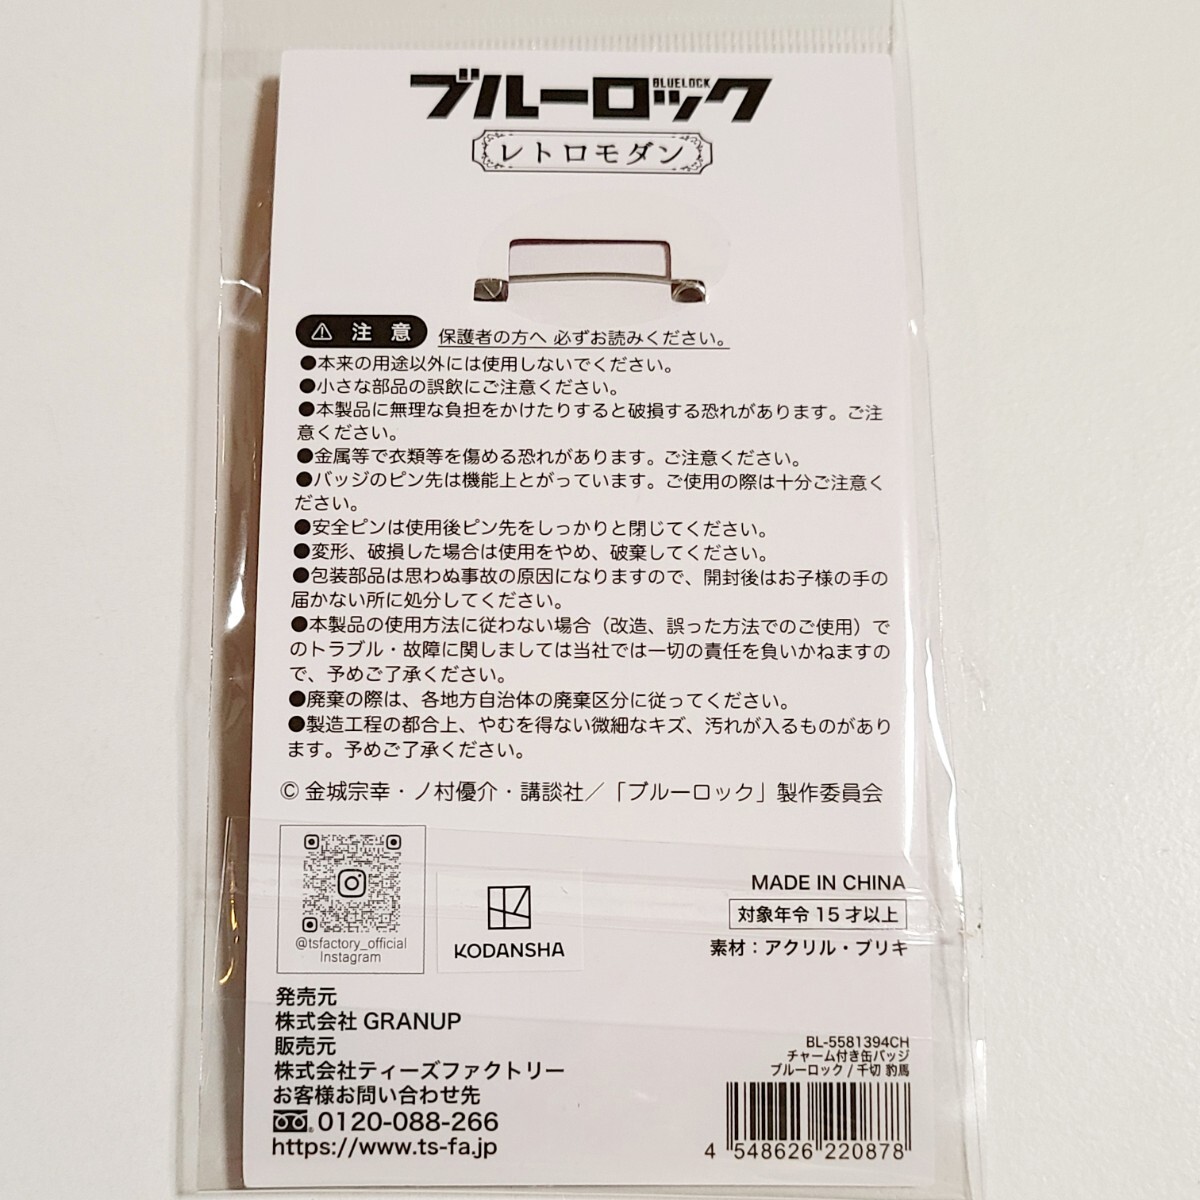 ブルーロック
BLUELOCK
レトロモダン
注意 保護者の方へ 必ずお読みください。
●本来の用途以外には使用しないでください。
●小さな部品の誤飲にご注意ください。
●本製品に無理な負担をかけたりすると破損する恐れがあります。ご注
意ください。
●金属等で衣類等を傷める恐れがあります。ご注意ください。
●バッジのピン先は機能上とがっています。ご使用の際は十分ご注意く
ださい。
●安全ピンは使用後ピン先をしっかりと閉じてください。
●変形、破損した場合は使用をやめ、破棄してください。
●包装部品は思わぬ事故の原因になりますので、開封後はお子様の手の
届かない所に処分してください。
●本製品の使用方法に従わない場合（改造、誤った方法でのご使用）で
のトラブル・故障に関しましては当社では一切の責任を負いかねますの
で、予めご了承ください。
●廃棄の際は、各地方自治体の廃棄区分に従ってください。
●製造工程の都合上、やむを得ない微細なキズ、汚れが入るものがあり
ます。予めご了承ください。
© 金城宗幸・ノ村優介・講談社／「ブルーロック」製作委員会
@tsfactory_official
Instagram
KODANSHA
MADE IN CHINA
対象年令 15 才以上
素材：アクリル・ブリキ
発売元
株式会社 GRANUP
販売元
株式会社ティーズファクトリー
お客様お問い合わせ先
0120-088-266
https://www.ts-fa.jp
BL-5581394CH
チャーム付き缶バッジ
ブルーロック / 千切 豹馬
4 548626 220878